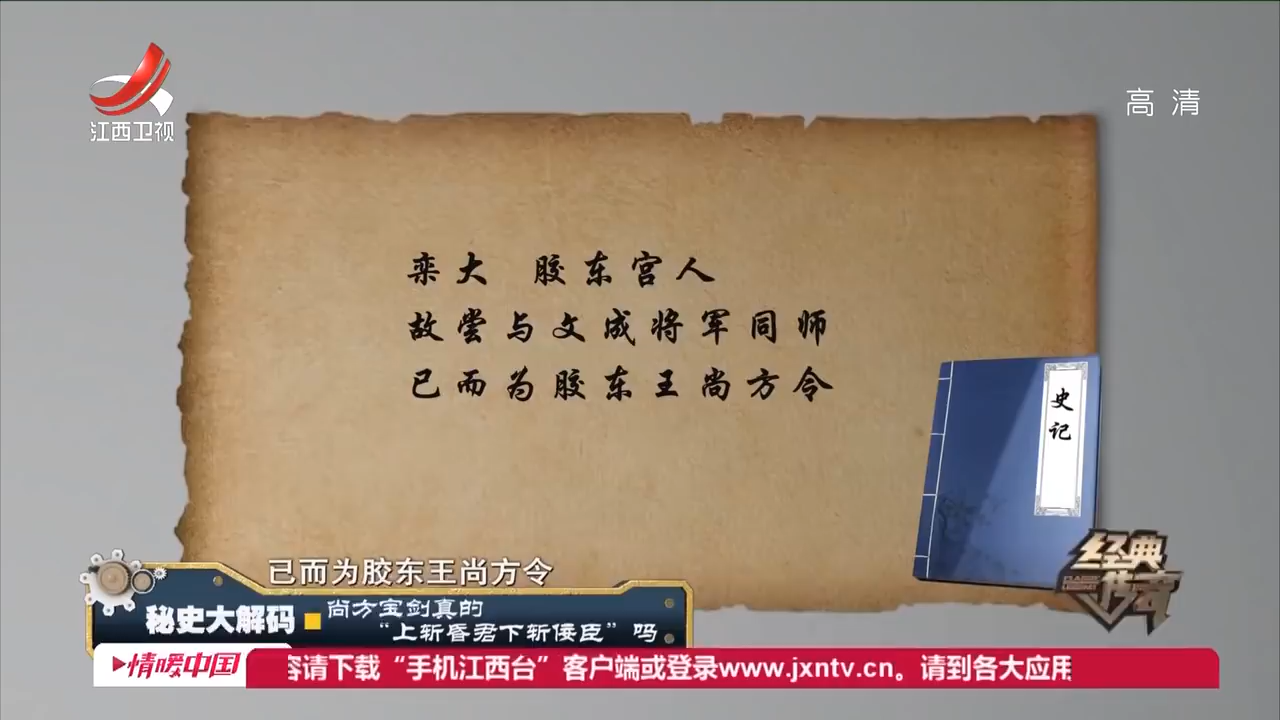 江西卫视
高清
栾大 胶东宫人
故尝与文成将军同师
已而为胶东王尚方令
史记
经典
传奇
已而为胶东王尚方令
秘史大解码
尚方宝剑真的
“上斩昏君下斩佞臣”吗
情暖中国
容请下载“手机江西台”客户端或登录www.jxntv.cn。请到各大应用